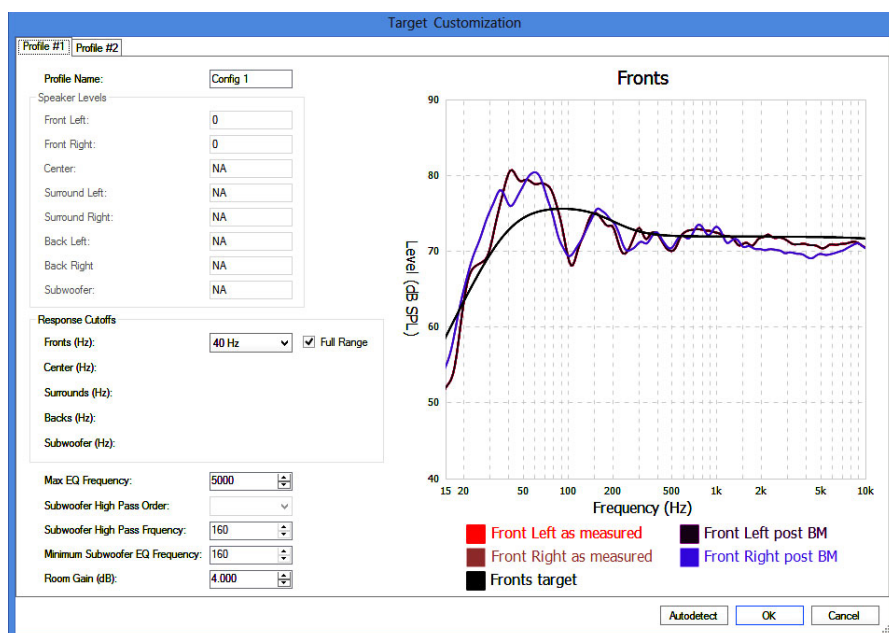 Target Customization
Profile #1 Profile #2
Profile Name: Config 1
Speaker Levels
Front Left: 0
Front Right: 0
Center: NA
Surround Left: NA
Surround Right: NA
Back Left: NA
Back Right NA
Subwoofer: NA
Response Cutoffs
Fronts (Hz): 40 Hz Full Range
Center (Hz):
Surrounds (Hz):
Backs (Hz):
Subwoofer (Hz):
Max EQ Frequency: 5000
Subwoofer High Pass Order:
Subwoofer High Pass Frquency: 160
Minimum Subwoofer EQ Frequency: 160
Room Gain (dB): 4.000
Fronts
Level (dB SPL)
90
80
70
60
50
40
15 20 50 100 200 500 1k 2k 5k 10k
Frequency (Hz)
Front Left as measured Front Left post BM
Front Right as measured Front Right post BM
Fronts target
Autodetect OK Cancel